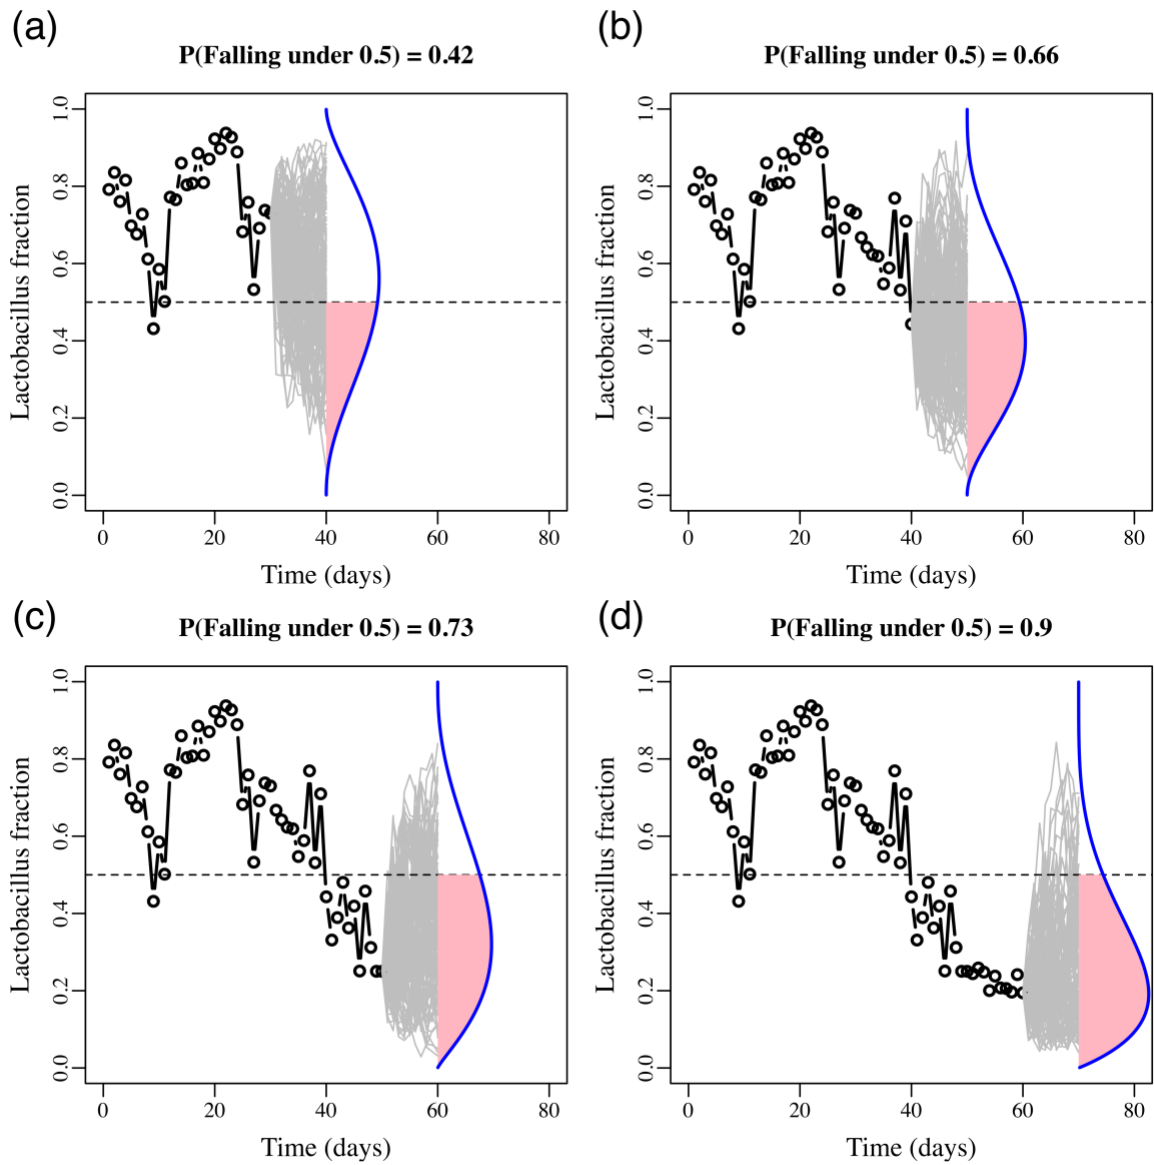 (a)
P(Falling under 0.5) = 0.42
Lactobacillus fraction
1.0
0.8
0.6
0.4
0.2
0.0
0 20 40 60 80
Time (days)
(b)
P(Falling under 0.5) = 0.66
Lactobacillus fraction
1.0
0.8
0.6
0.4
0.2
0.0
0 20 40 60 80
Time (days)
(c)
P(Falling under 0.5) = 0.73
Lactobacillus fraction
1.0
0.8
0.6
0.4
0.2
0.0
0 20 40 60 80
Time (days)
(d)
P(Falling under 0.5) = 0.9
Lactobacillus fraction
1.0
0.8
0.6
0.4
0.2
0.0
0 20 40 60 80
Time (days)